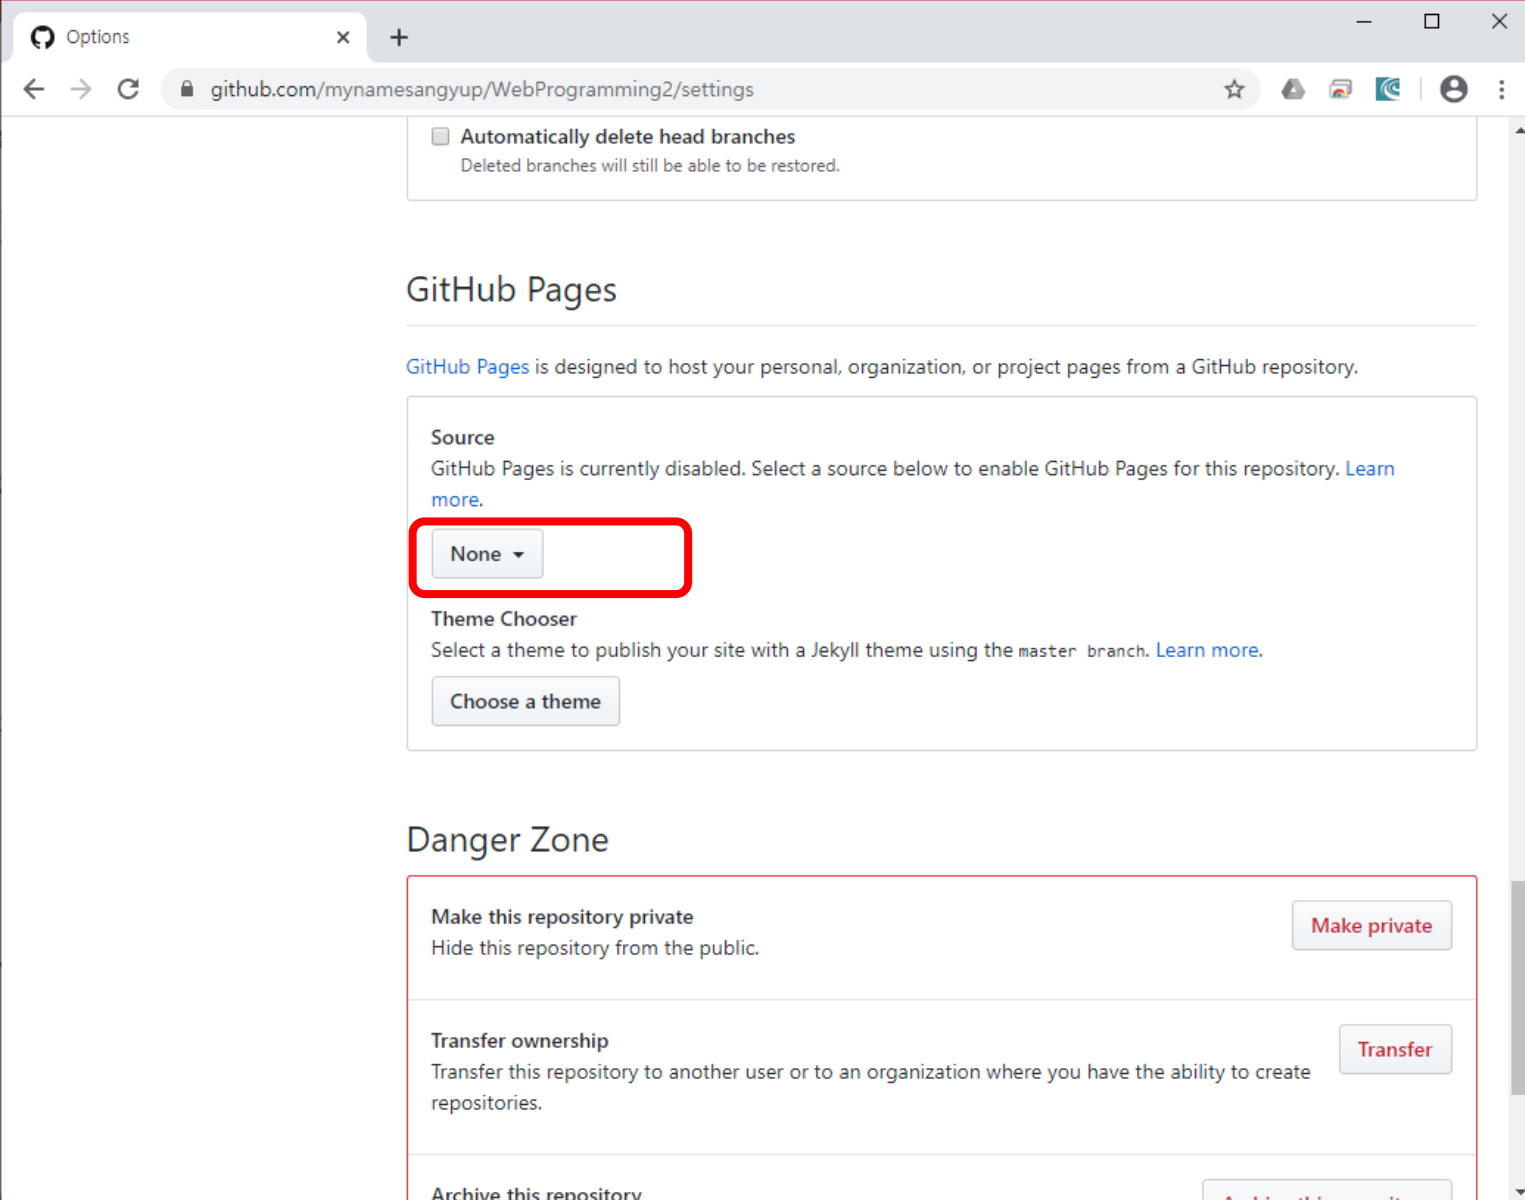 Options
github.com/mynamesangyup/WebProgramming2/settings
Automatically delete head branches
Deleted branches will still be able to be restored.
GitHub Pages
GitHub Pages is designed to host your personal, organization, or project pages from a GitHub repository.
Source
GitHub Pages is currently disabled. Select a source below to enable GitHub Pages for this repository. Learn
more.
None
Theme Chooser
Select a theme to publish your site with a Jekyll theme using the master branch. Learn more.
Choose a theme
Danger Zone
Make this repository private
Make private
Hide this repository from the public.
Transfer ownership
Transfer
Transfer this repository to another user or to an organization where you have the ability to create
repositories.
Archive this repository